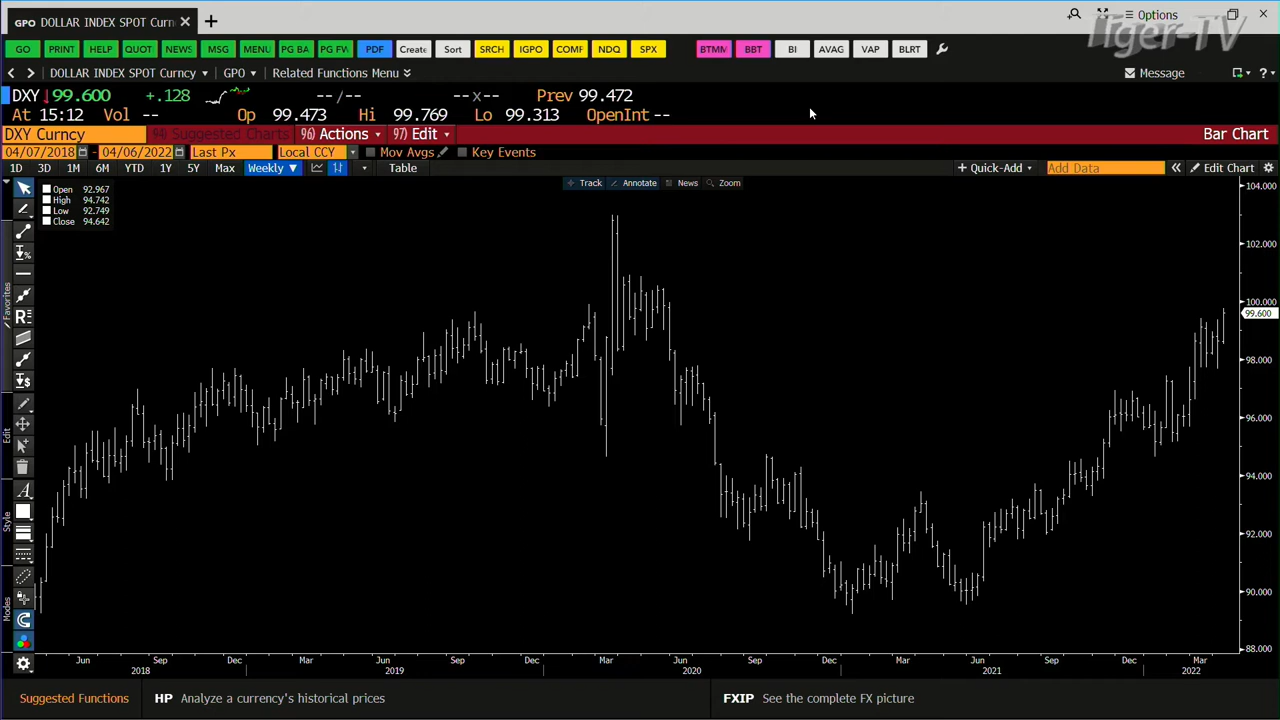 GPO DOLLAR INDEX SPOT Curn
Options
Tiger-TV
GO PRINT HELP QUOT NEWS MSG MENU PG BA PG FV PDF Create Sort SRCH IGPO COMF NDQ SPX BTMM BBT BI AVAG VAP BLRT
DOLLAR INDEX SPOT Curncy GPO Related Functions Menu Message
DXY 99.600 +.128 --/-- --x-- Prev 99.472
At 15:12 Vol -- Op 99.473 Hi 99.769 Lo 99.313 OpenInt --
DXY Curncy 94) Suggested Charts 96) Actions 97) Edit Bar Chart
04/07/2018 - 04/06/2022 Last Px Local CCY Mov Avgs Key Events
1D 3D 1M 6M YTD 1Y 5Y Max Weekly ▼ Table + Quick-Add Add Data « Edit Chart
Track Annotate News Zoom
Open 92.967
High 94.742
Low 92.749
Close 94.642
104.000
102.000
100.000
99.600
98.000
96.000
94.000
92.000
90.000
88.000
Favorites
Edit
Style
Modes
Jun Sep Dec Mar Jun Sep Dec Mar Jun Sep Dec Mar Jun Sep Dec Mar
2018 2019 2020 2021 2022
Suggested Functions HP Analyze a currency's historical prices FXIP See the complete FX picture